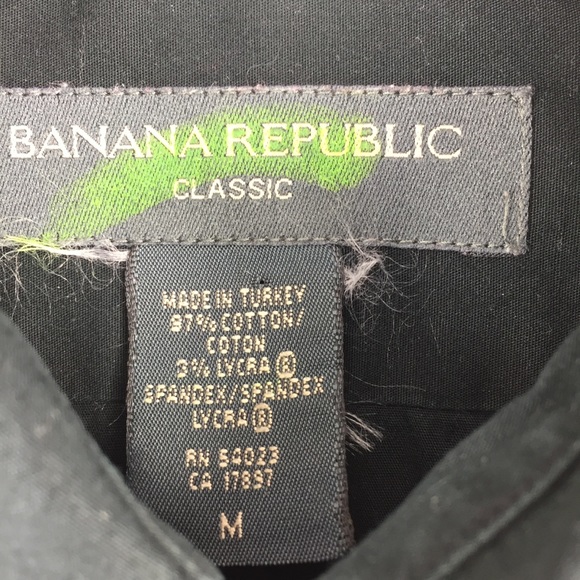 BANANA REPUBLIC
CLASSIC
MADE IN TURKEY
97% COTTON/
COTON
3% LYCRA ®
SPANDEX/SPANDEX
LYCRA ®
RN 54023
CA 17897
M